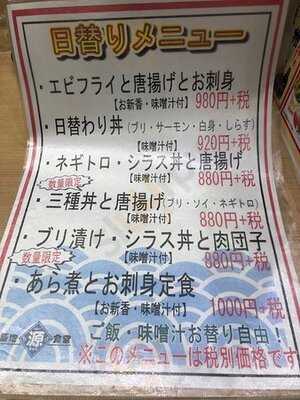 日替りメニュー
・エビフライと唐揚げとお刺身
【お新香・味噌汁付】980円+税
・日替わり丼(ブリ・サーモン・白身・しらす)
【味噌汁付】920円+税
・ネギトロ・シラス丼と唐揚げ
数量限定 【味噌汁付】880円+税
・三種丼と唐揚げ(ブリ・ソイ・ネギトロ)
【味噌汁付】880円+税
・ブリ漬け・シラス丼と肉団子
数量限定 【味噌汁付】880円+税
・あら煮とお刺身定食
【お新香・味噌汁付】1000円+税
源 食堂 ご飯・味噌汁お替り自由!
※このメニューは税別価格です